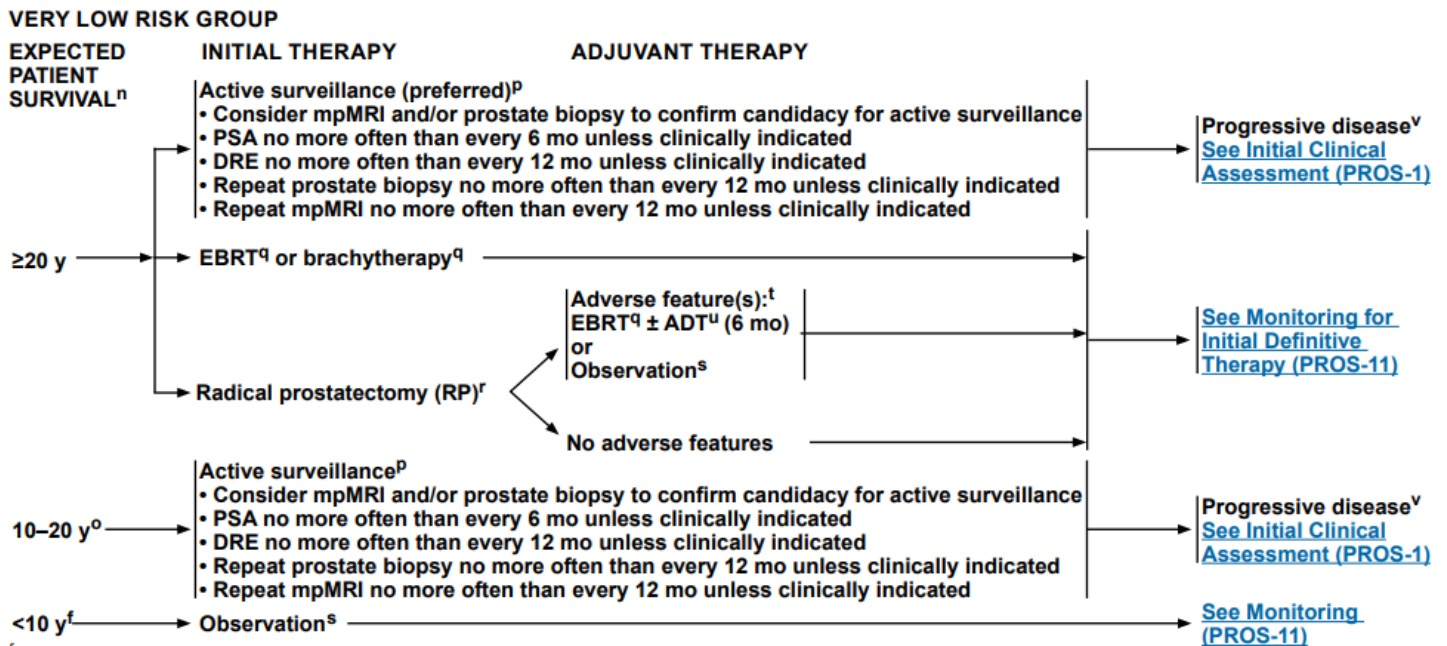 VERY LOW RISK GROUP
EXPECTED PATIENT SURVIVALⁿ
INITIAL THERAPY
ADJUVANT THERAPY
≥20 y
Active surveillance (preferred)ᵖ
• Consider mpMRI and/or prostate biopsy to confirm candidacy for active surveillance
• PSA no more often than every 6 mo unless clinically indicated
• DRE no more often than every 12 mo unless clinically indicated
• Repeat prostate biopsy no more often than every 12 mo unless clinically indicated
• Repeat mpMRI no more often than every 12 mo unless clinically indicated
Progressive diseaseᵛ
See Initial Clinical
Assessment (PROS-1)
EBRT^q or brachytherapy^q
Radical prostatectomy (RP)ʳ
Adverse feature(s):ᵗ
EBRT^q ± ADTᵘ (6 mo)
or
Observationˢ
No adverse features
See Monitoring for
Initial Definitive
Therapy (PROS-11)
10–20 yᵒ
Active surveillanceᵖ
• Consider mpMRI and/or prostate biopsy to confirm candidacy for active surveillance
• PSA no more often than every 6 mo unless clinically indicated
• DRE no more often than every 12 mo unless clinically indicated
• Repeat prostate biopsy no more often than every 12 mo unless clinically indicated
• Repeat mpMRI no more often than every 12 mo unless clinically indicated
Progressive diseaseᵛ
See Initial Clinical
Assessment (PROS-1)
<10 yᶠ
Observationˢ
See Monitoring
(PROS-11)